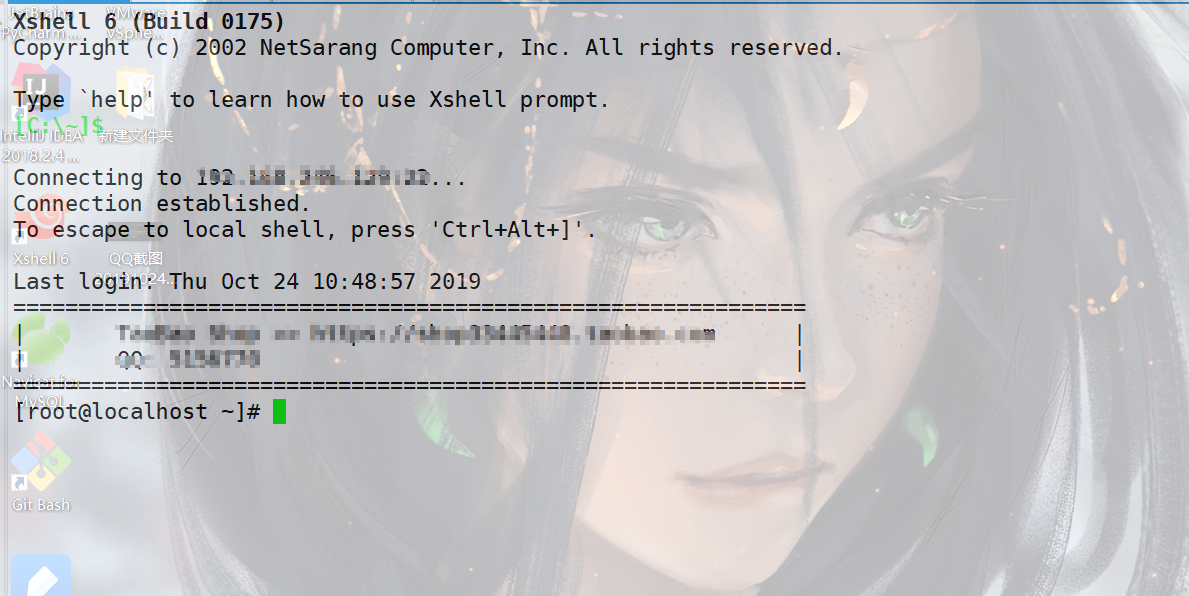 Xshell 6 (Build 0175)
Copyright (c) 2002 NetSarang Computer, Inc. All rights reserved.
Type `help' to learn how to use Xshell prompt.
[C:\~]$
Connecting to
Connection established.
To escape to local shell, press 'Ctrl+Alt+]'.
Last login: Thu Oct 24 10:48:57 2019
===========================================================
|
|
===========================================================
[root@localhost ~]#
JetBrains
PyCharm...
VMware
vSphe...
IntelliJ IDEA
2018.2.4 ...
新建文件夹
Xshell 6
QQ截图
20191024...
Navicat for
MySQL
Git Bash